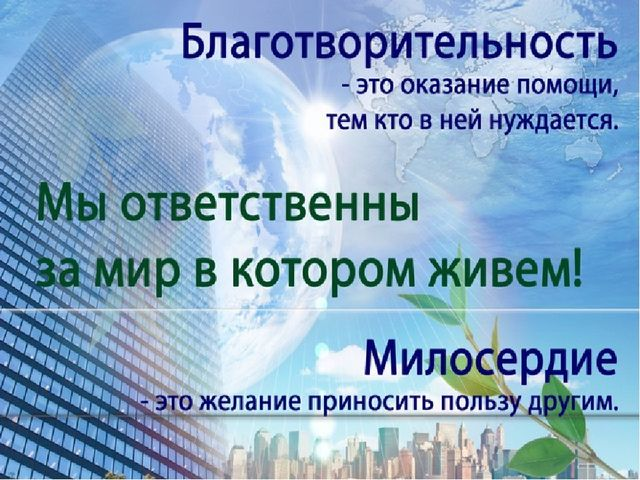 Благотворительность
- это оказание помощи,
тем кто в ней нуждается.
Мы ответственны
за мир в котором живем!
Милосердие
- это желание приносить пользу другим.